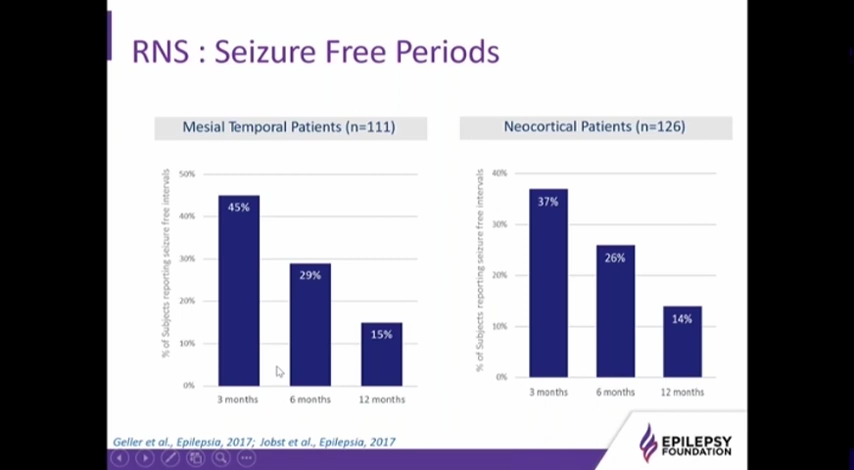 RNS : Seizure Free Periods
Mesial Temporal Patients (n=111)
% of Subjects reporting seizure free intervals
50%
40%
30%
20%
10%
0%
45%
29%
15%
3 months
6 months
12 months
Neocortical Patients (n=126)
% of Subjects reporting seizure free intervals
40%
30%
20%
10%
0%
37%
26%
14%
3 months
6 months
12 months
Geller et al., Epilepsia, 2017; Jobst et al., Epilepsia, 2017
EPILEPSY
FOUNDATION